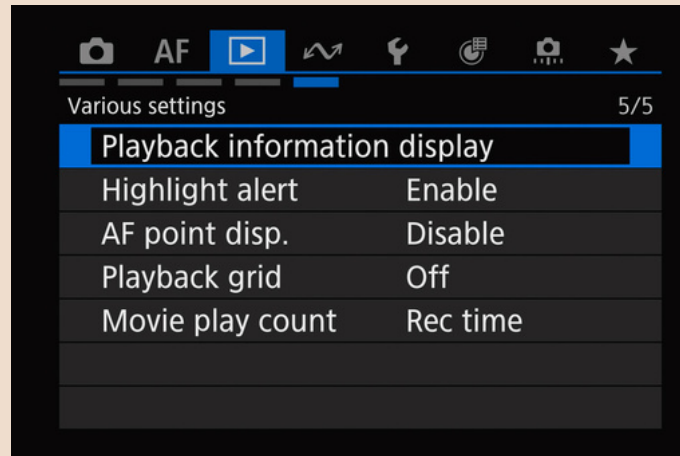 AF
Various settings 5/5
Playback information display
Highlight alert Enable
AF point disp. Disable
Playback grid Off
Movie play count Rec time